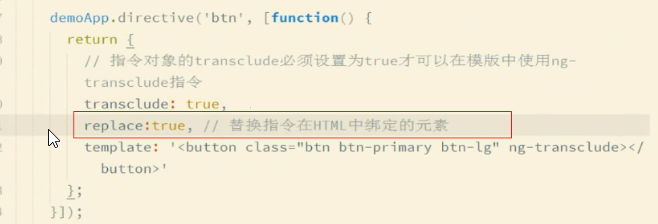 demoApp.directive('btn', [function() {
return {
// 指令对象的transclude必须设置为true才可以在模版中使用ng-
transclude指令
transclude: true,
replace:true, // 替换指令在HTML中绑定的元素
template: '<button class="btn btn-primary btn-lg" ng-transclude></
button>'
};
}]);